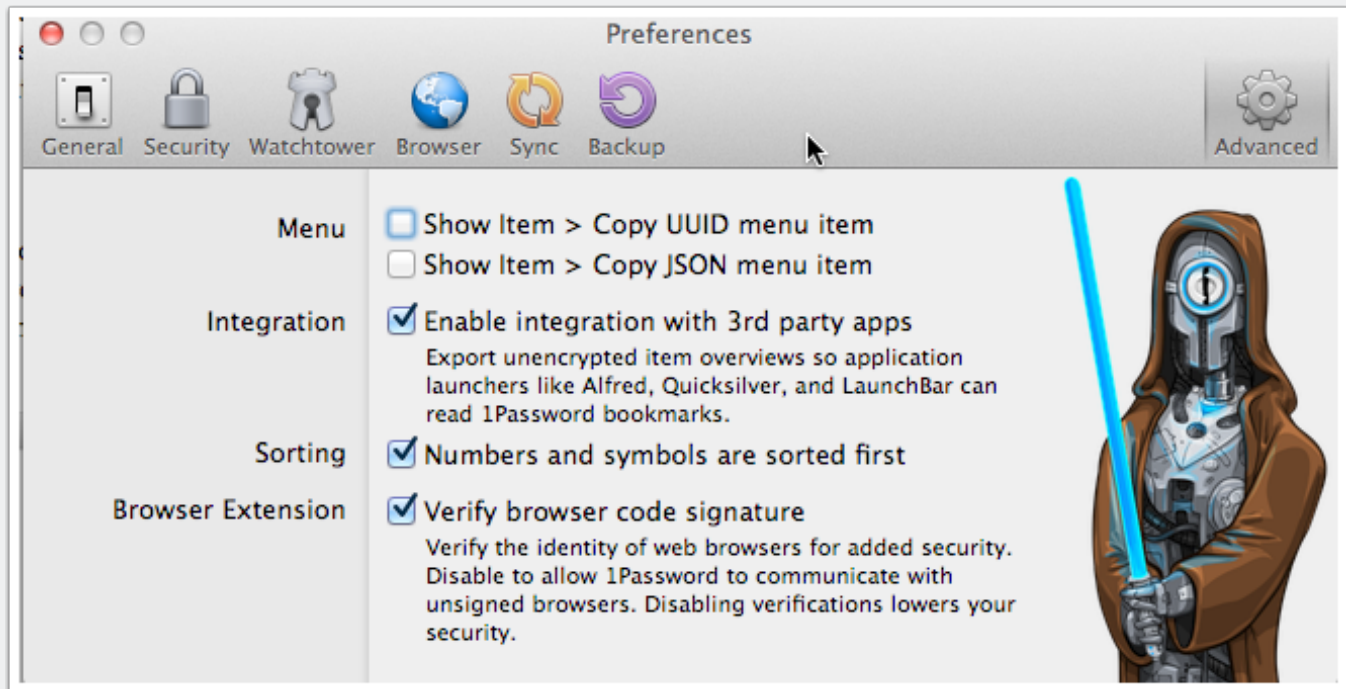 Preferences
General Security Watchtower Browser Sync Backup Advanced
Menu Show Item > Copy UUID menu item
Show Item > Copy JSON menu item
Integration Enable integration with 3rd party apps
Export unencrypted item overviews so application
launchers like Alfred, Quicksilver, and LaunchBar can
read 1Password bookmarks.
Sorting Numbers and symbols are sorted first
Browser Extension Verify browser code signature
Verify the identity of web browsers for added security.
Disable to allow 1Password to communicate with
unsigned browsers. Disabling verifications lowers your
security.